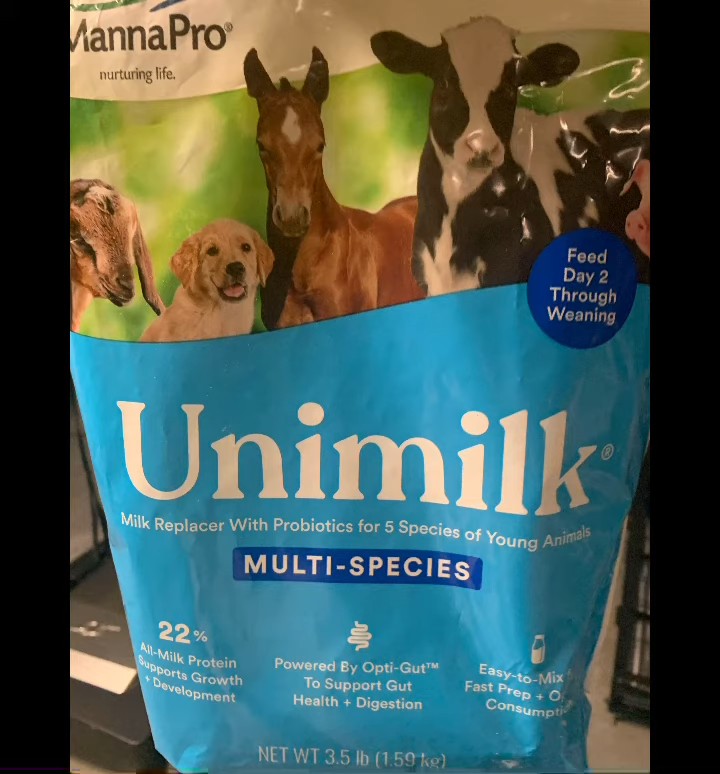 MannaPro®
nurturing life.
Feed
Day 2
Through
Weaning
Unimilk®
Milk Replacer With Probiotics for 5 Species of Young Animals
MULTI-SPECIES
22%
All-Milk Protein
Supports Growth
+ Development
Powered By Opti-Gut™
To Support Gut
Health + Digestion
Easy-to-Mix
Fast Prep +
NET WT 3.5 lb (1.59 kg)